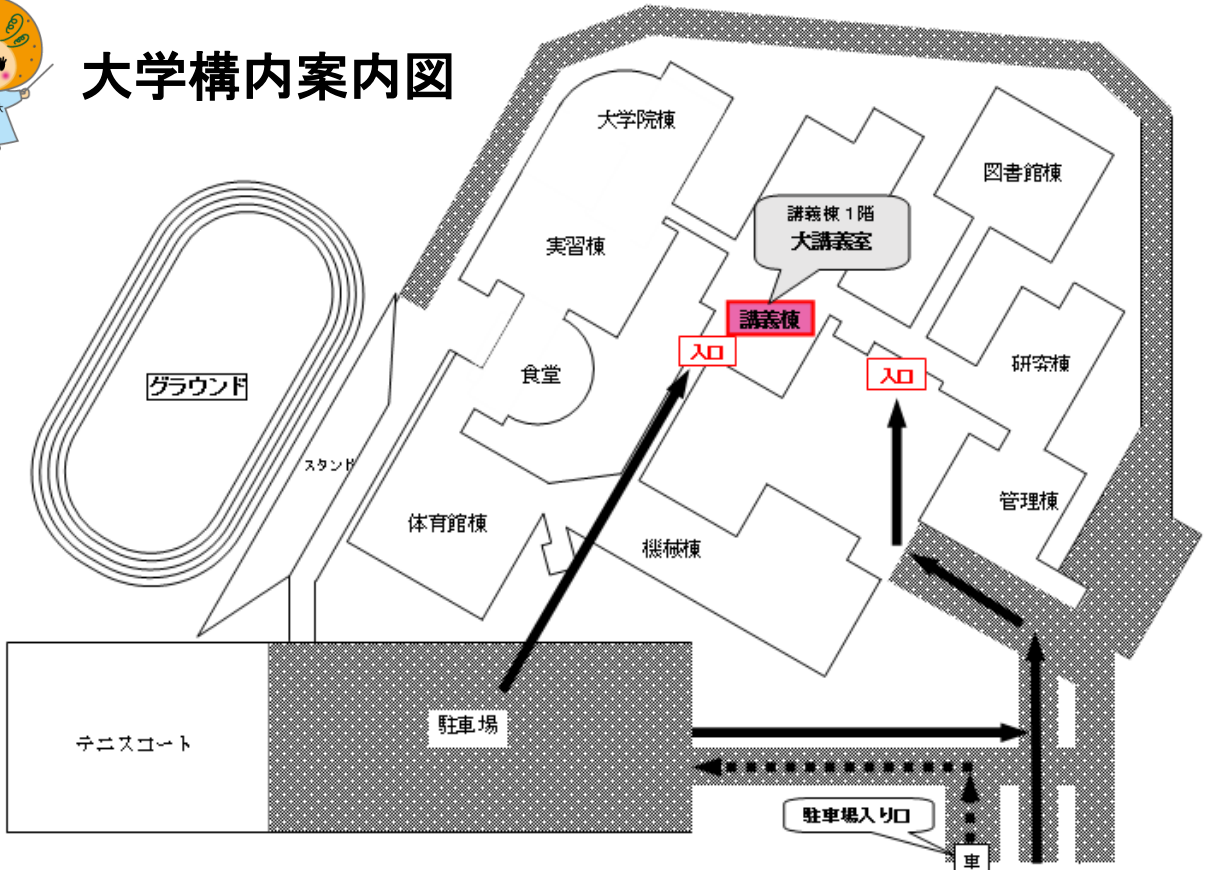 大学構内案内図
大学院棟
図書館棟
講義棟1階
大講義室
実習棟
講義棟
入口
研究棟
食堂
入口
グラウンド
スタンド
管理棟
体育館棟
機械棟
駐車場
テニスコート
駐車場入り口
車